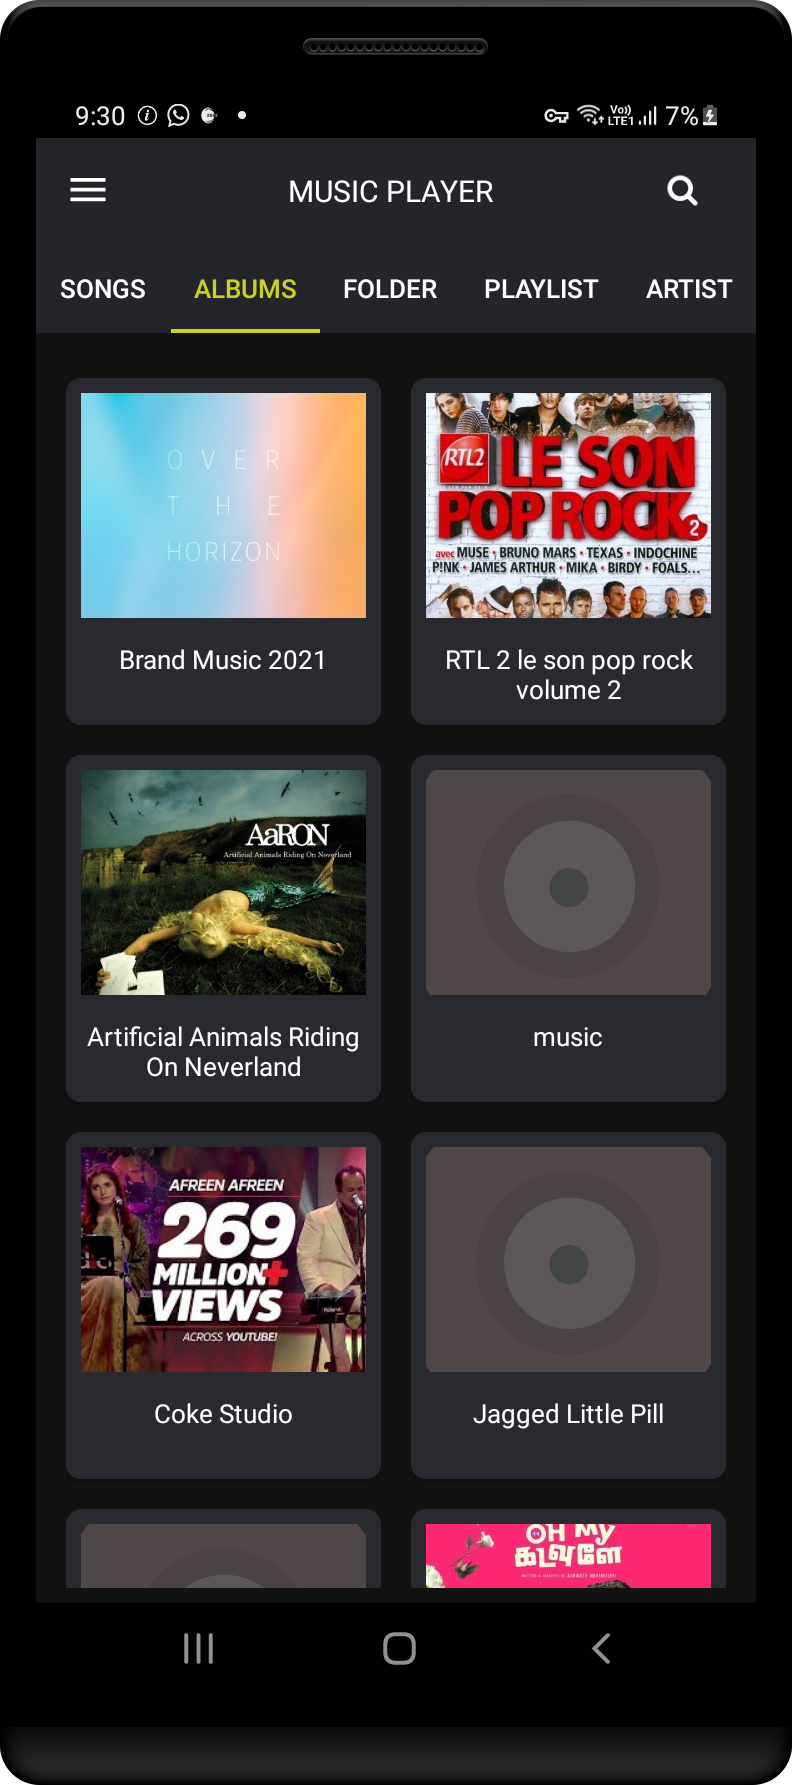 9:30
Vo))
LTE1
7%
MUSIC PLAYER
SONGS
ALBUMS
FOLDER
PLAYLIST
ARTIST
OVER
THE
HORIZON
Brand Music 2021
RTL2
LE SON
POP ROCK
2
avec MUSE • BRUNO MARS • TEXAS • INDOCHINE
P!NK • JAMES ARTHUR • MIKA • BIRDY • FOALS...
RTL 2 le son pop rock
volume 2
AaRON
Artificial Animals Riding On Neverland
Artificial Animals Riding
On Neverland
music
AFREEN AFREEN
269
MILLION+
VIEWS
ACROSS YOUTUBE!
Coke Studio
Jagged Little Pill
OH My
கடவுளே